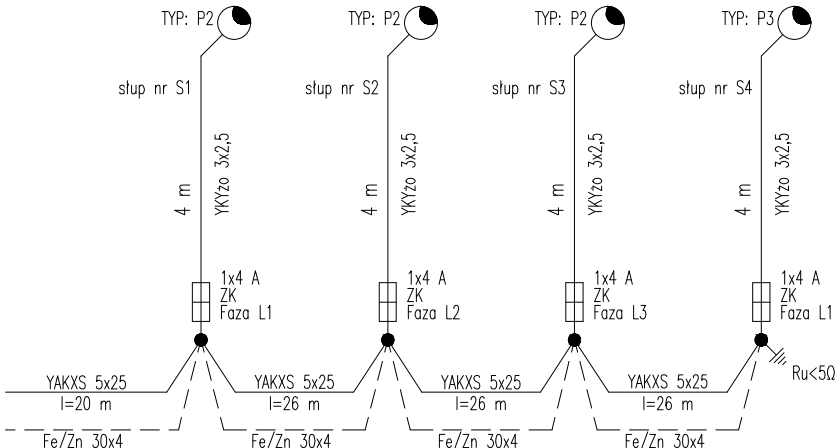 TYP: P2
TYP: P2
TYP: P2
TYP: P3
słup nr S1
słup nr S2
słup nr S3
słup nr S4
4 m
YKYżo 3x2,5
4 m
YKYżo 3x2,5
4 m
YKYżo 3x2,5
4 m
YKYżo 3x2,5
1x4 A
ZK
Faza L1
1x4 A
ZK
Faza L2
1x4 A
ZK
Faza L3
1x4 A
ZK
Faza L1
Ru<5Ω
YAKXS 5x25
l=20 m
YAKXS 5x25
l=26 m
YAKXS 5x25
l=26 m
YAKXS 5x25
l=26 m
Fe/Zn 30x4
Fe/Zn 30x4
Fe/Zn 30x4
Fe/Zn 30x4